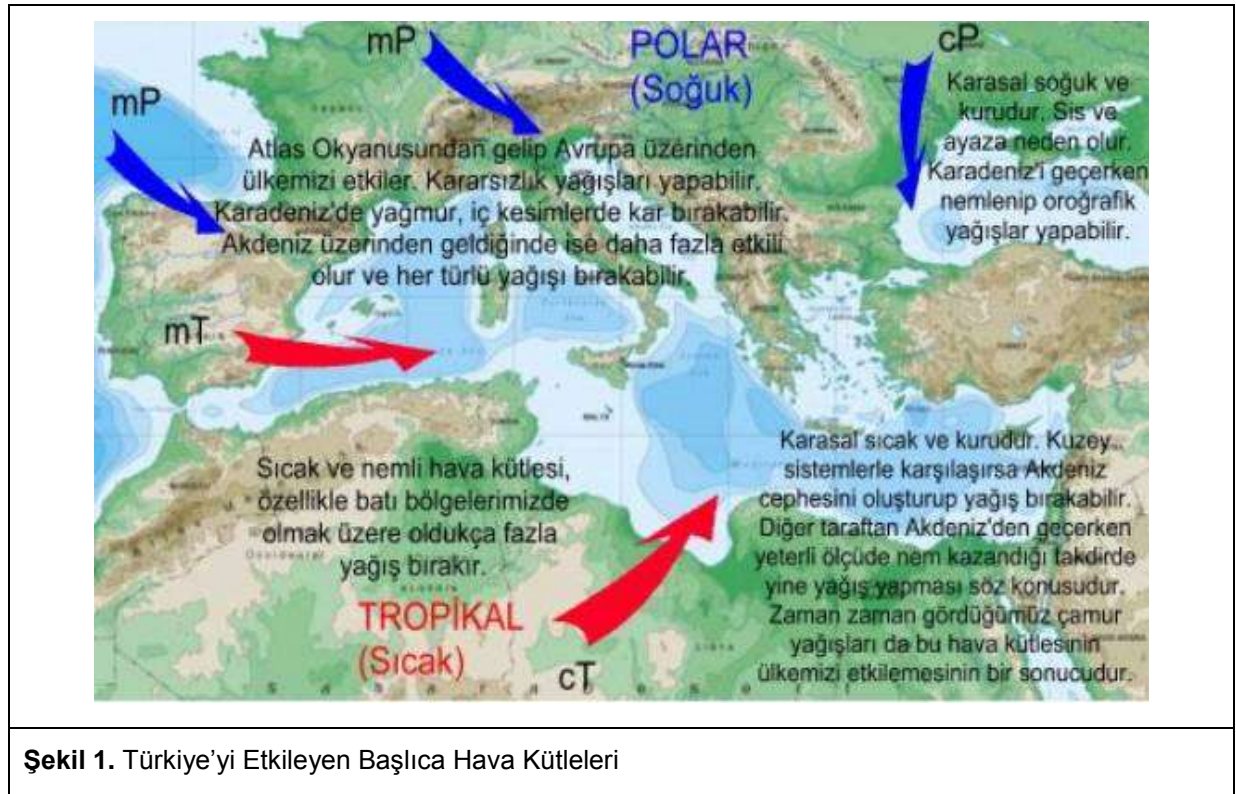 mP
POLAR
(Soğuk)
cP
mP
Karasal soğuk ve
kurudur. Sis ve
ayaza neden olur.
Karadeniz'i geçerken
nemlenip oroğrafik
yağışlar yapabilir.
Atlas Okyanusundan gelip Avrupa üzerinden
ülkemizi etkiler. Kararsızlık yağışları yapabilir.
Karadeniz'de yağmur, iç kesimlerde kar bırakabilir.
Akdeniz üzerinden geldiğinde ise daha fazla etkili
olur ve her türlü yağışı bırakabilir.
mT
Sıcak ve nemli hava kütlesi,
özellikle batı bölgelerimizde
olmak üzere oldukça fazla
yağış bırakır.
TROPİKAL
(Sıcak)
cT
Karasal sıcak ve kurudur. Kuzey
sistemlerle karşılaşırsa Akdeniz
cephesini oluşturup yağış bırakabilir.
Diğer taraftan Akdeniz'den geçerken
yeterli ölçüde nem kazandığı takdirde
yine yağış yapması söz konusudur.
Zaman zaman gördüğümüz çamur
yağışları da bu hava kütlesinin
ülkemizi etkilemesinin bir sonucudur.
MALTA
LIBYA
Sahara Desert
Şekil 1. Türkiye'yi Etkileyen Başlıca Hava Kütleleri